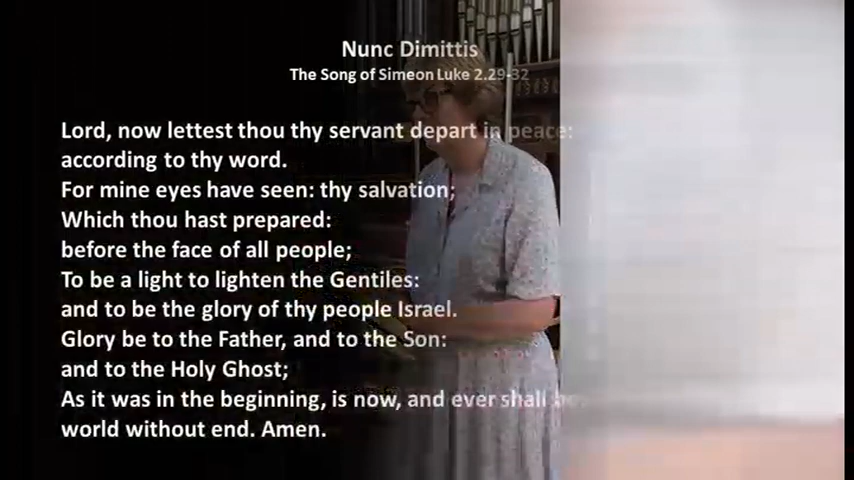 Nunc Dimittis
The Song of Simeon Luke 2.29-32
Lord, now lettest thou thy servant depart in peace:
according to thy word.
For mine eyes have seen: thy salvation;
Which thou hast prepared:
before the face of all people;
To be a light to lighten the Gentiles:
and to be the glory of thy people Israel.
Glory be to the Father, and to the Son:
and to the Holy Ghost;
As it was in the beginning, is now, and ever shall be,
world without end. Amen.